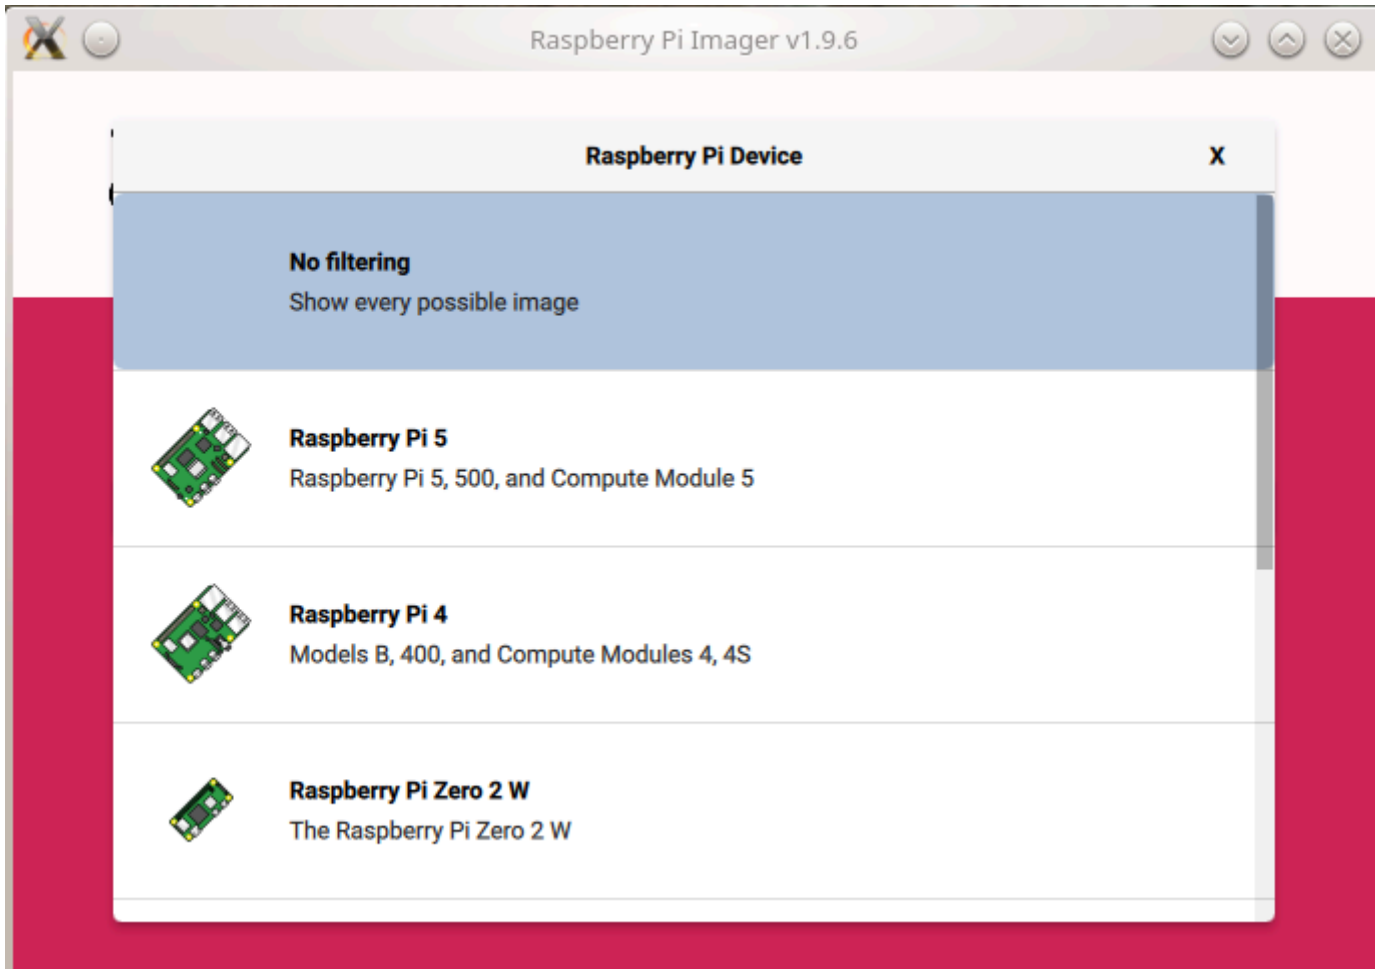 Raspberry Pi Imager v1.9.6
Raspberry Pi Device
X
No filtering
Show every possible image
Raspberry Pi 5
Raspberry Pi 5, 500, and Compute Module 5
Raspberry Pi 4
Models B, 400, and Compute Modules 4, 4S
Raspberry Pi Zero 2 W
The Raspberry Pi Zero 2 W